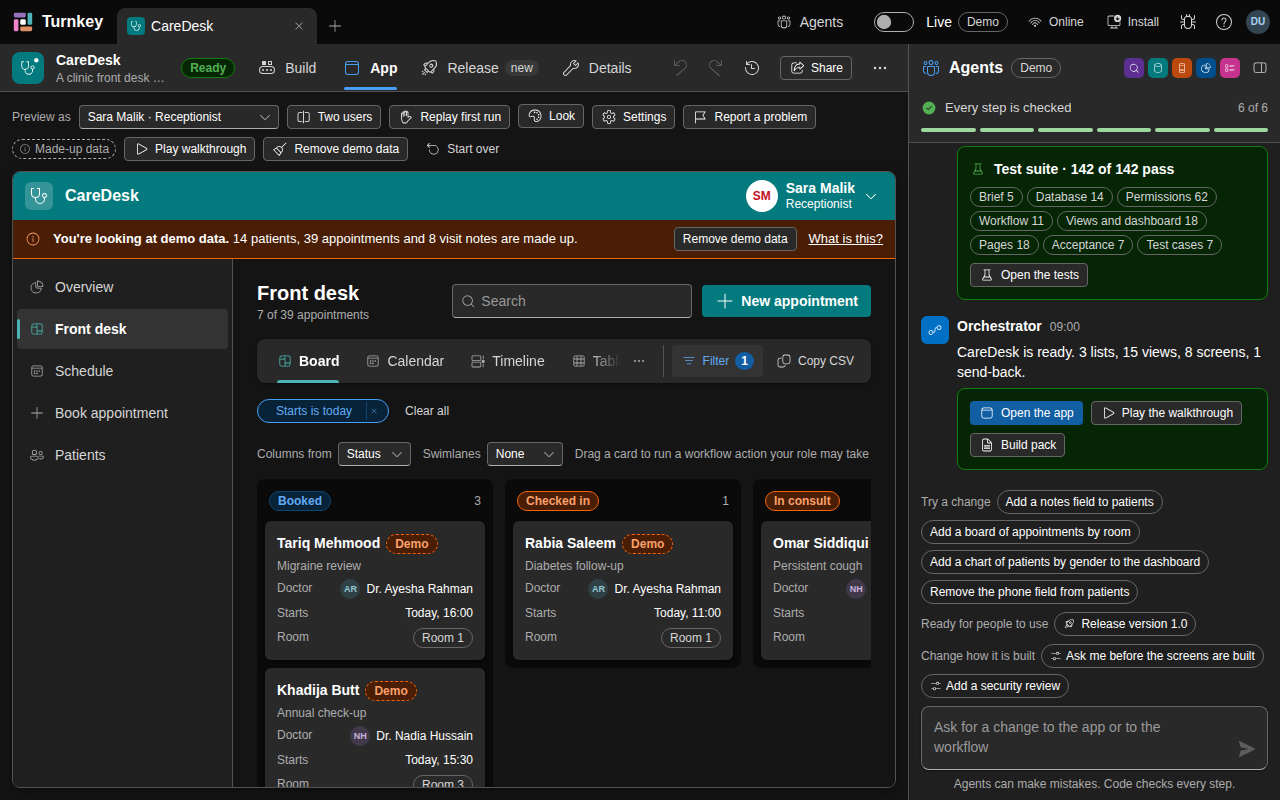 Turnkey
CareDesk
Agents
Live
Demo
Online
Install
DU
CareDesk
A clinic front desk …
Ready
Build
App
Release new
Details
Share
Agents
Demo
Every step is checked
6 of 6
Preview as
Sara Malik · Receptionist
Two users
Replay first run
Look
Settings
Report a problem
Made-up data
Play walkthrough
Remove demo data
Start over
CareDesk
SM
Sara Malik
Receptionist
You're looking at demo data. 14 patients, 39 appointments and 8 visit notes are made up.
Remove demo data
What is this?
Overview
Front desk
Schedule
Book appointment
Patients
Front desk
7 of 39 appointments
Search
New appointment
Board
Calendar
Timeline
Tabl
Filter 1
Copy CSV
Starts is today
Clear all
Columns from
Status
Swimlanes
None
Drag a card to run a workflow action your role may take
Booked
3
Tariq Mehmood Demo
Migraine review
Doctor AR Dr. Ayesha Rahman
Starts Today, 16:00
Room Room 1
Khadija Butt Demo
Annual check-up
Doctor NH Dr. Nadia Hussain
Starts Today, 15:30
Room Room 3
Checked in
1
Rabia Saleem Demo
Diabetes follow-up
Doctor AR Dr. Ayesha Rahman
Starts Today, 11:00
Room Room 1
In consult
Omar Siddiqui
Persistent cough
Doctor NH
Starts
Room
Test suite · 142 of 142 pass
Brief 5
Database 14
Permissions 62
Workflow 11
Views and dashboard 18
Pages 18
Acceptance 7
Test cases 7
Open the tests
Orchestrator 09:00
CareDesk is ready. 3 lists, 15 views, 8 screens, 1
send-back.
Open the app
Play the walkthrough
Build pack
Try a change
Add a notes field to patients
Add a board of appointments by room
Add a chart of patients by gender to the dashboard
Remove the phone field from patients
Ready for people to use
Release version 1.0
Change how it is built
Ask me before the screens are built
Add a security review
Ask for a change to the app or to the
workflow
Agents can make mistakes. Code checks every step.